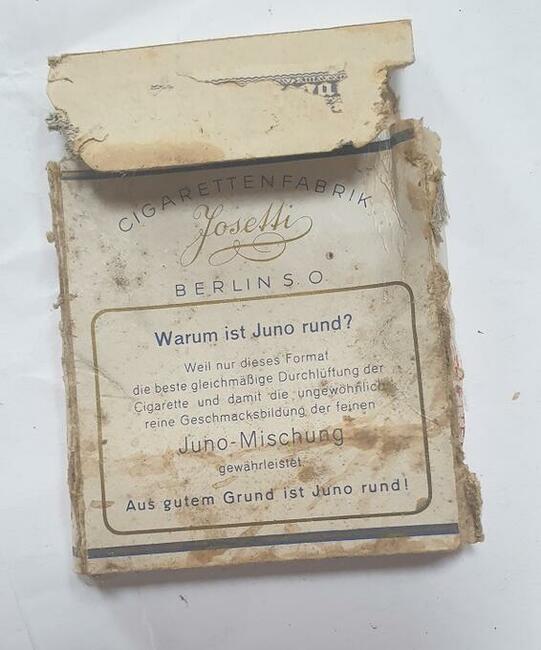 CIGARETTENFABRIK
Josetti
BERLIN S.O.
Warum ist Juno rund?
Weil nur dieses Format
die beste gleichmäßige Durchlüftung der
Cigarette und damit die ungewöhnlich
reine Geschmacksbildung der feinen
Juno-Mischung
gewährleistet.
Aus gutem Grund ist Juno rund!